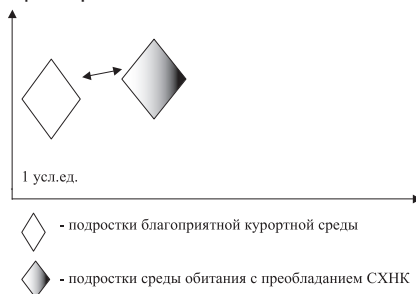 1 усл.ед.
- подростки благоприятной курортной среды
- подростки среды обитания с преобладанием СХНК